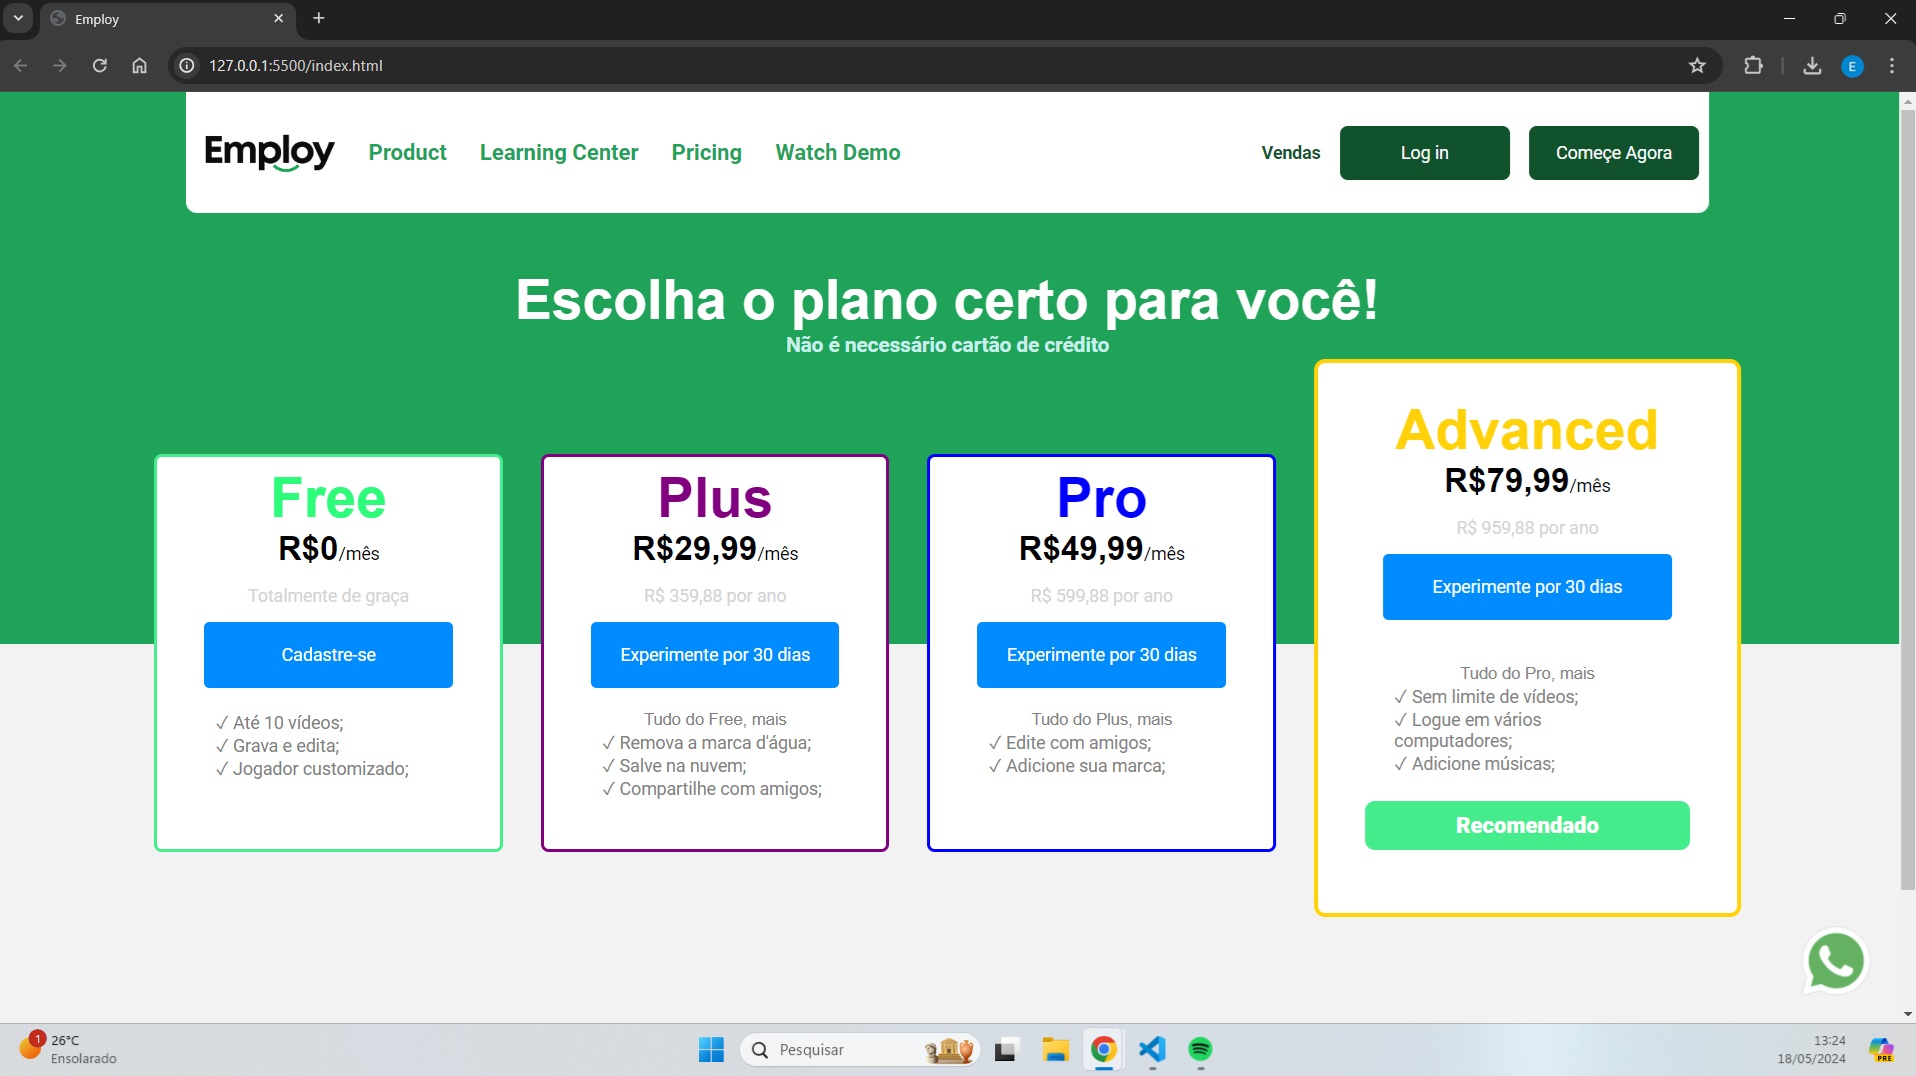 Employ
127.0.0.1:5500/index.html
E
Employ
Product
Learning Center
Pricing
Watch Demo
Vendas
Log in
Começe Agora
Escolha o plano certo para você!
Não é necessário cartão de crédito
Free
R$0/mês
Totalmente de graça
Cadastre-se
✓ Até 10 vídeos;
✓ Grava e edita;
✓ Jogador customizado;
Plus
R$29,99/mês
R$ 359,88 por ano
Experimente por 30 dias
Tudo do Free, mais
✓ Remova a marca d'água;
✓ Salve na nuvem;
✓ Compartilhe com amigos;
Pro
R$49,99/mês
R$ 599,88 por ano
Experimente por 30 dias
Tudo do Plus, mais
✓ Edite com amigos;
✓ Adicione sua marca;
Advanced
R$79,99/mês
R$ 959,88 por ano
Experimente por 30 dias
Tudo do Pro, mais
✓ Sem limite de vídeos;
✓ Logue em vários
computadores;
✓ Adicione músicas;
Recomendado
1
26°C
Ensolarado
Pesquisar
13:24
18/05/2024
PRE